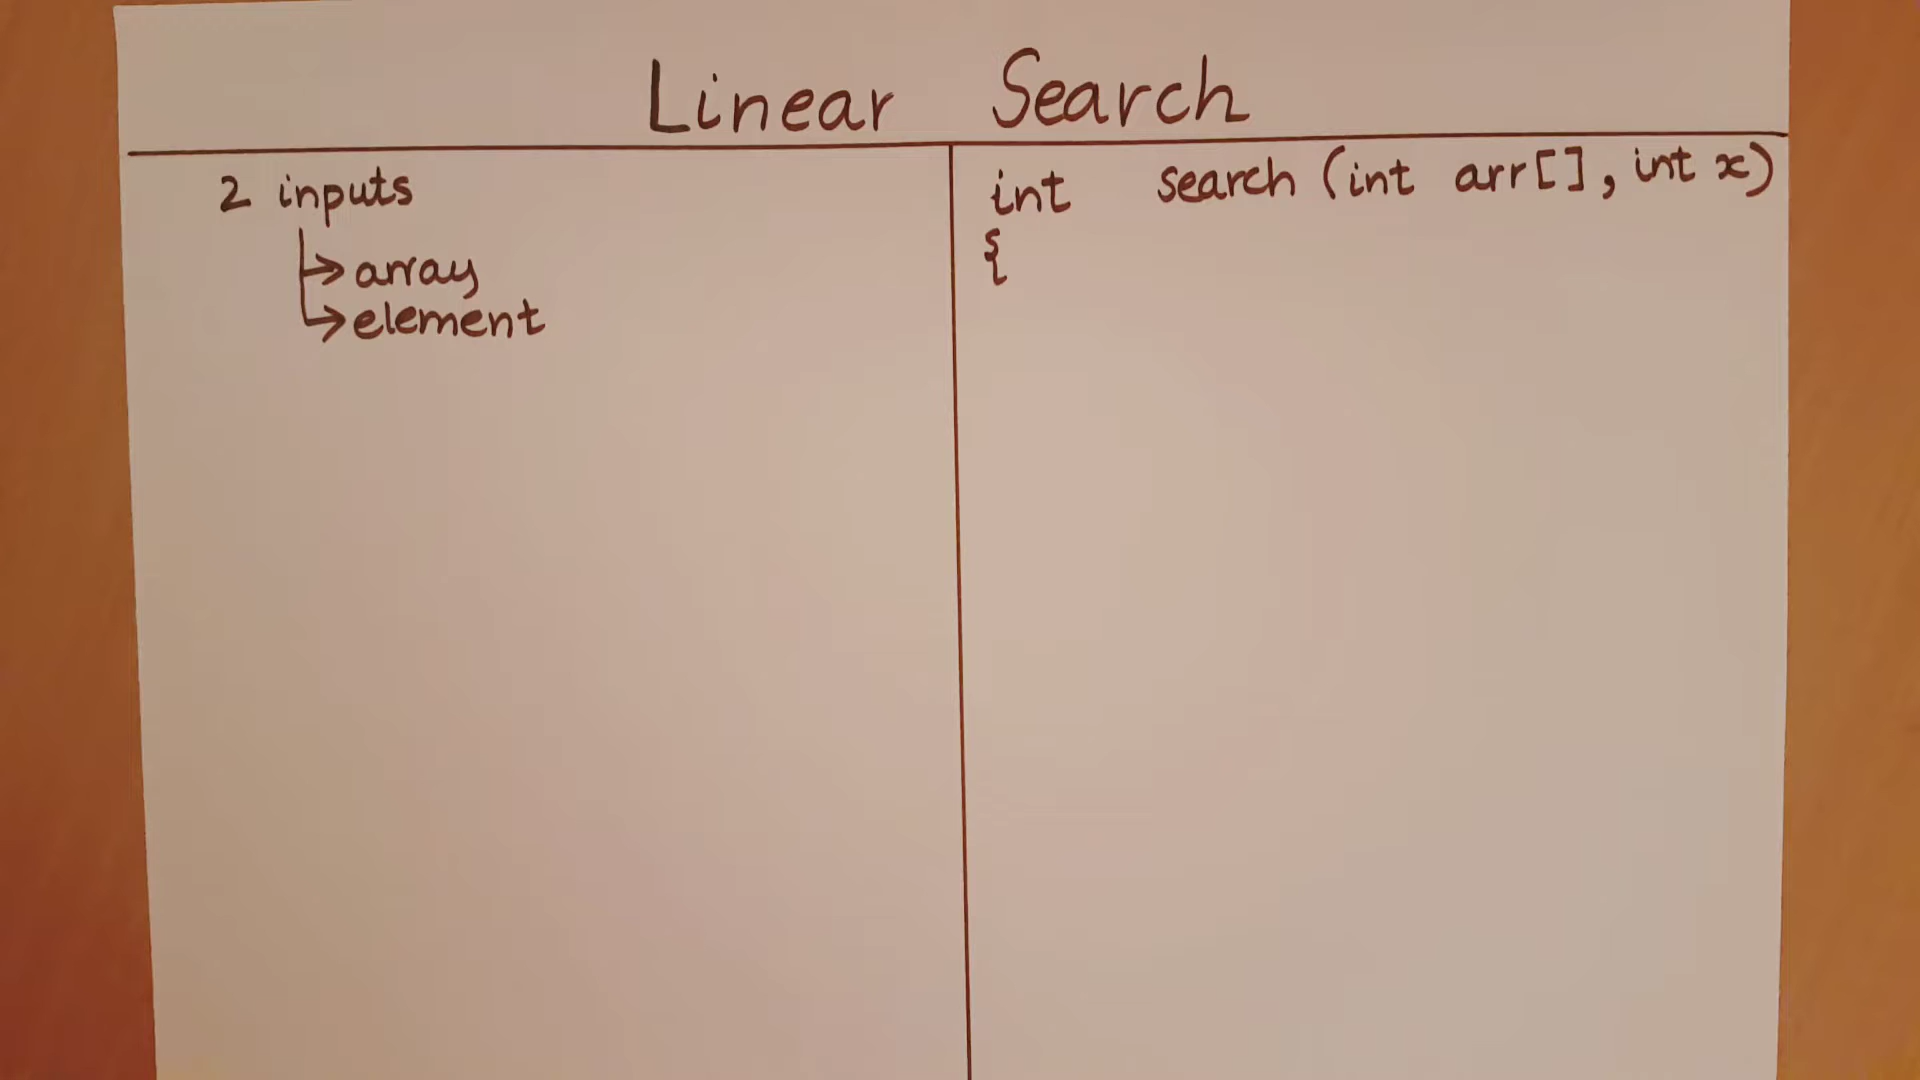 Linear Search
2 inputs
→ array
→ element
int search (int arr[], int x)
{